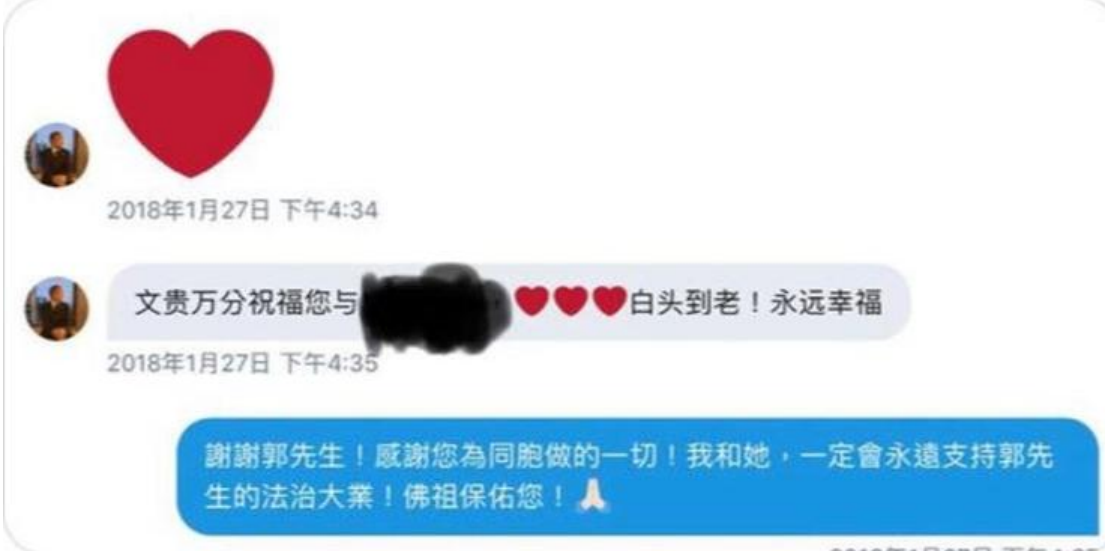 2018年1月27日 下午4:34
文贵万分祝福您与 ❤❤❤白头到老！永远幸福
2018年1月27日 下午4:35
謝謝郭先生！感謝您為同胞做的一切！我和她，一定會永遠支持郭先
生的法治大業！佛祖保佑您！🙏🏻